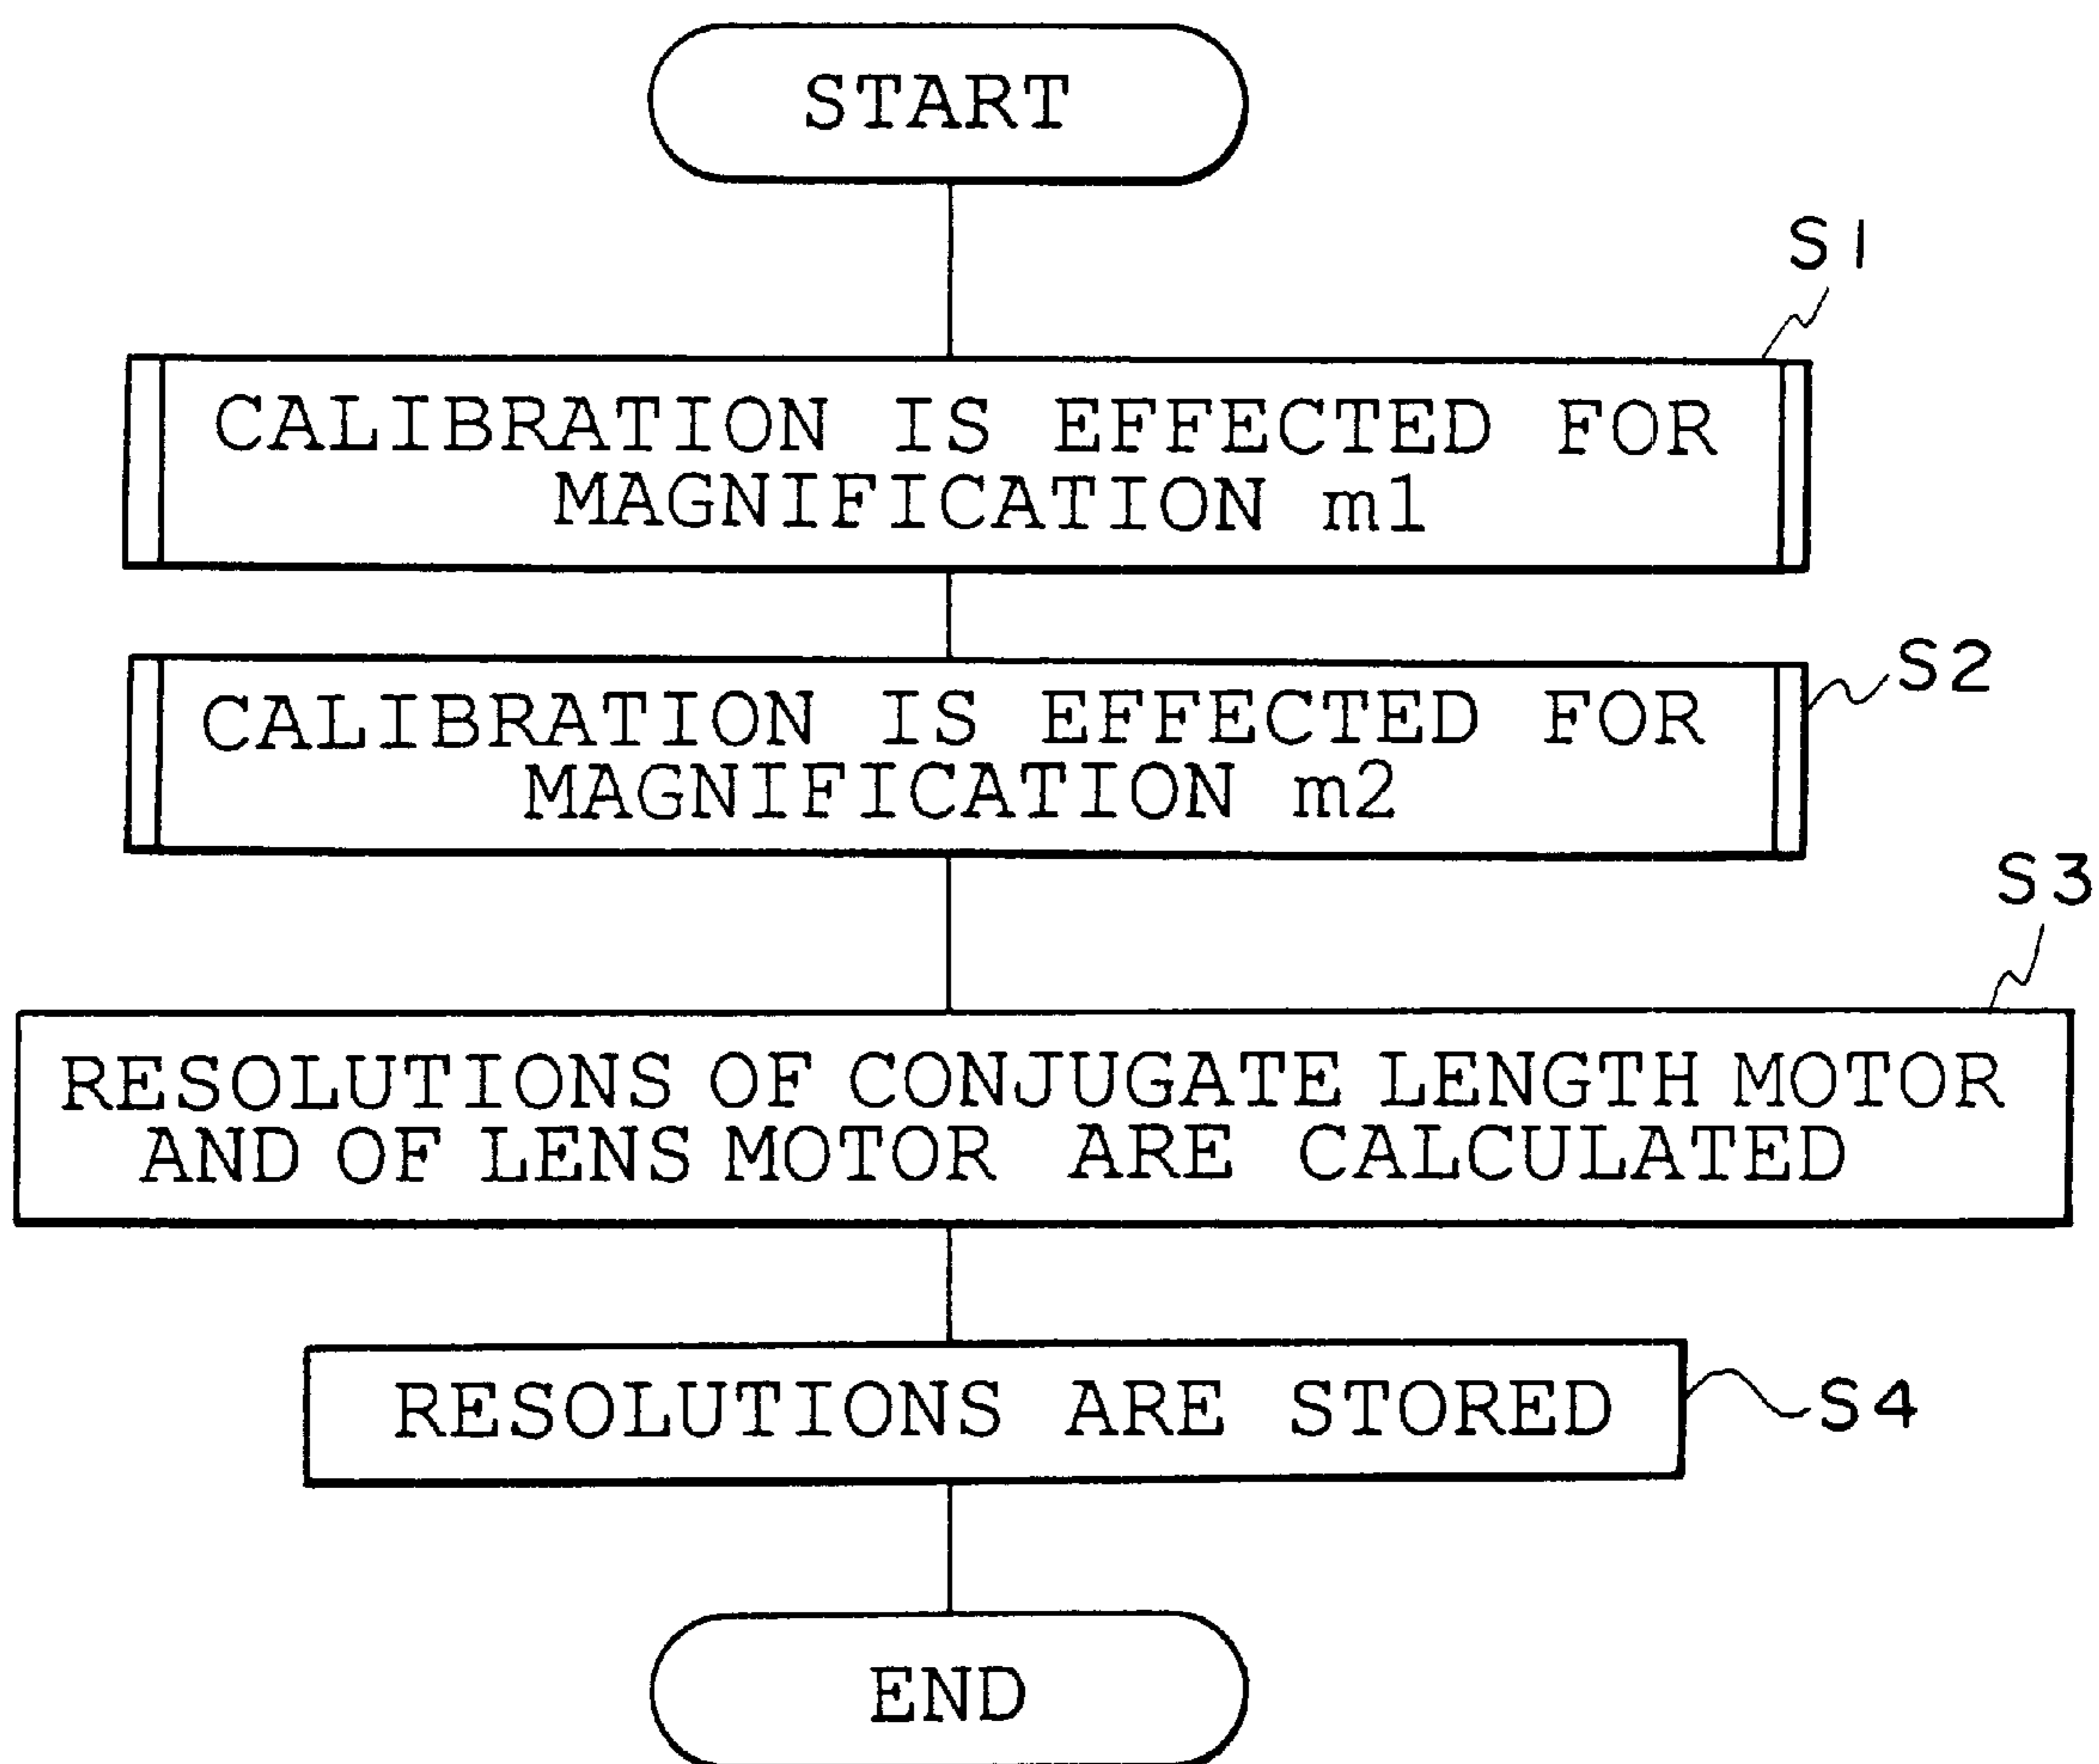 START
S1
CALIBRATION IS EFFECTED FOR
MAGNIFICATION m1
S2
CALIBRATION IS EFFECTED FOR
MAGNIFICATION m2
S3
RESOLUTIONS OF CONJUGATE LENGTH MOTOR
AND OF LENS MOTOR ARE CALCULATED
RESOLUTIONS ARE STORED
S4
END